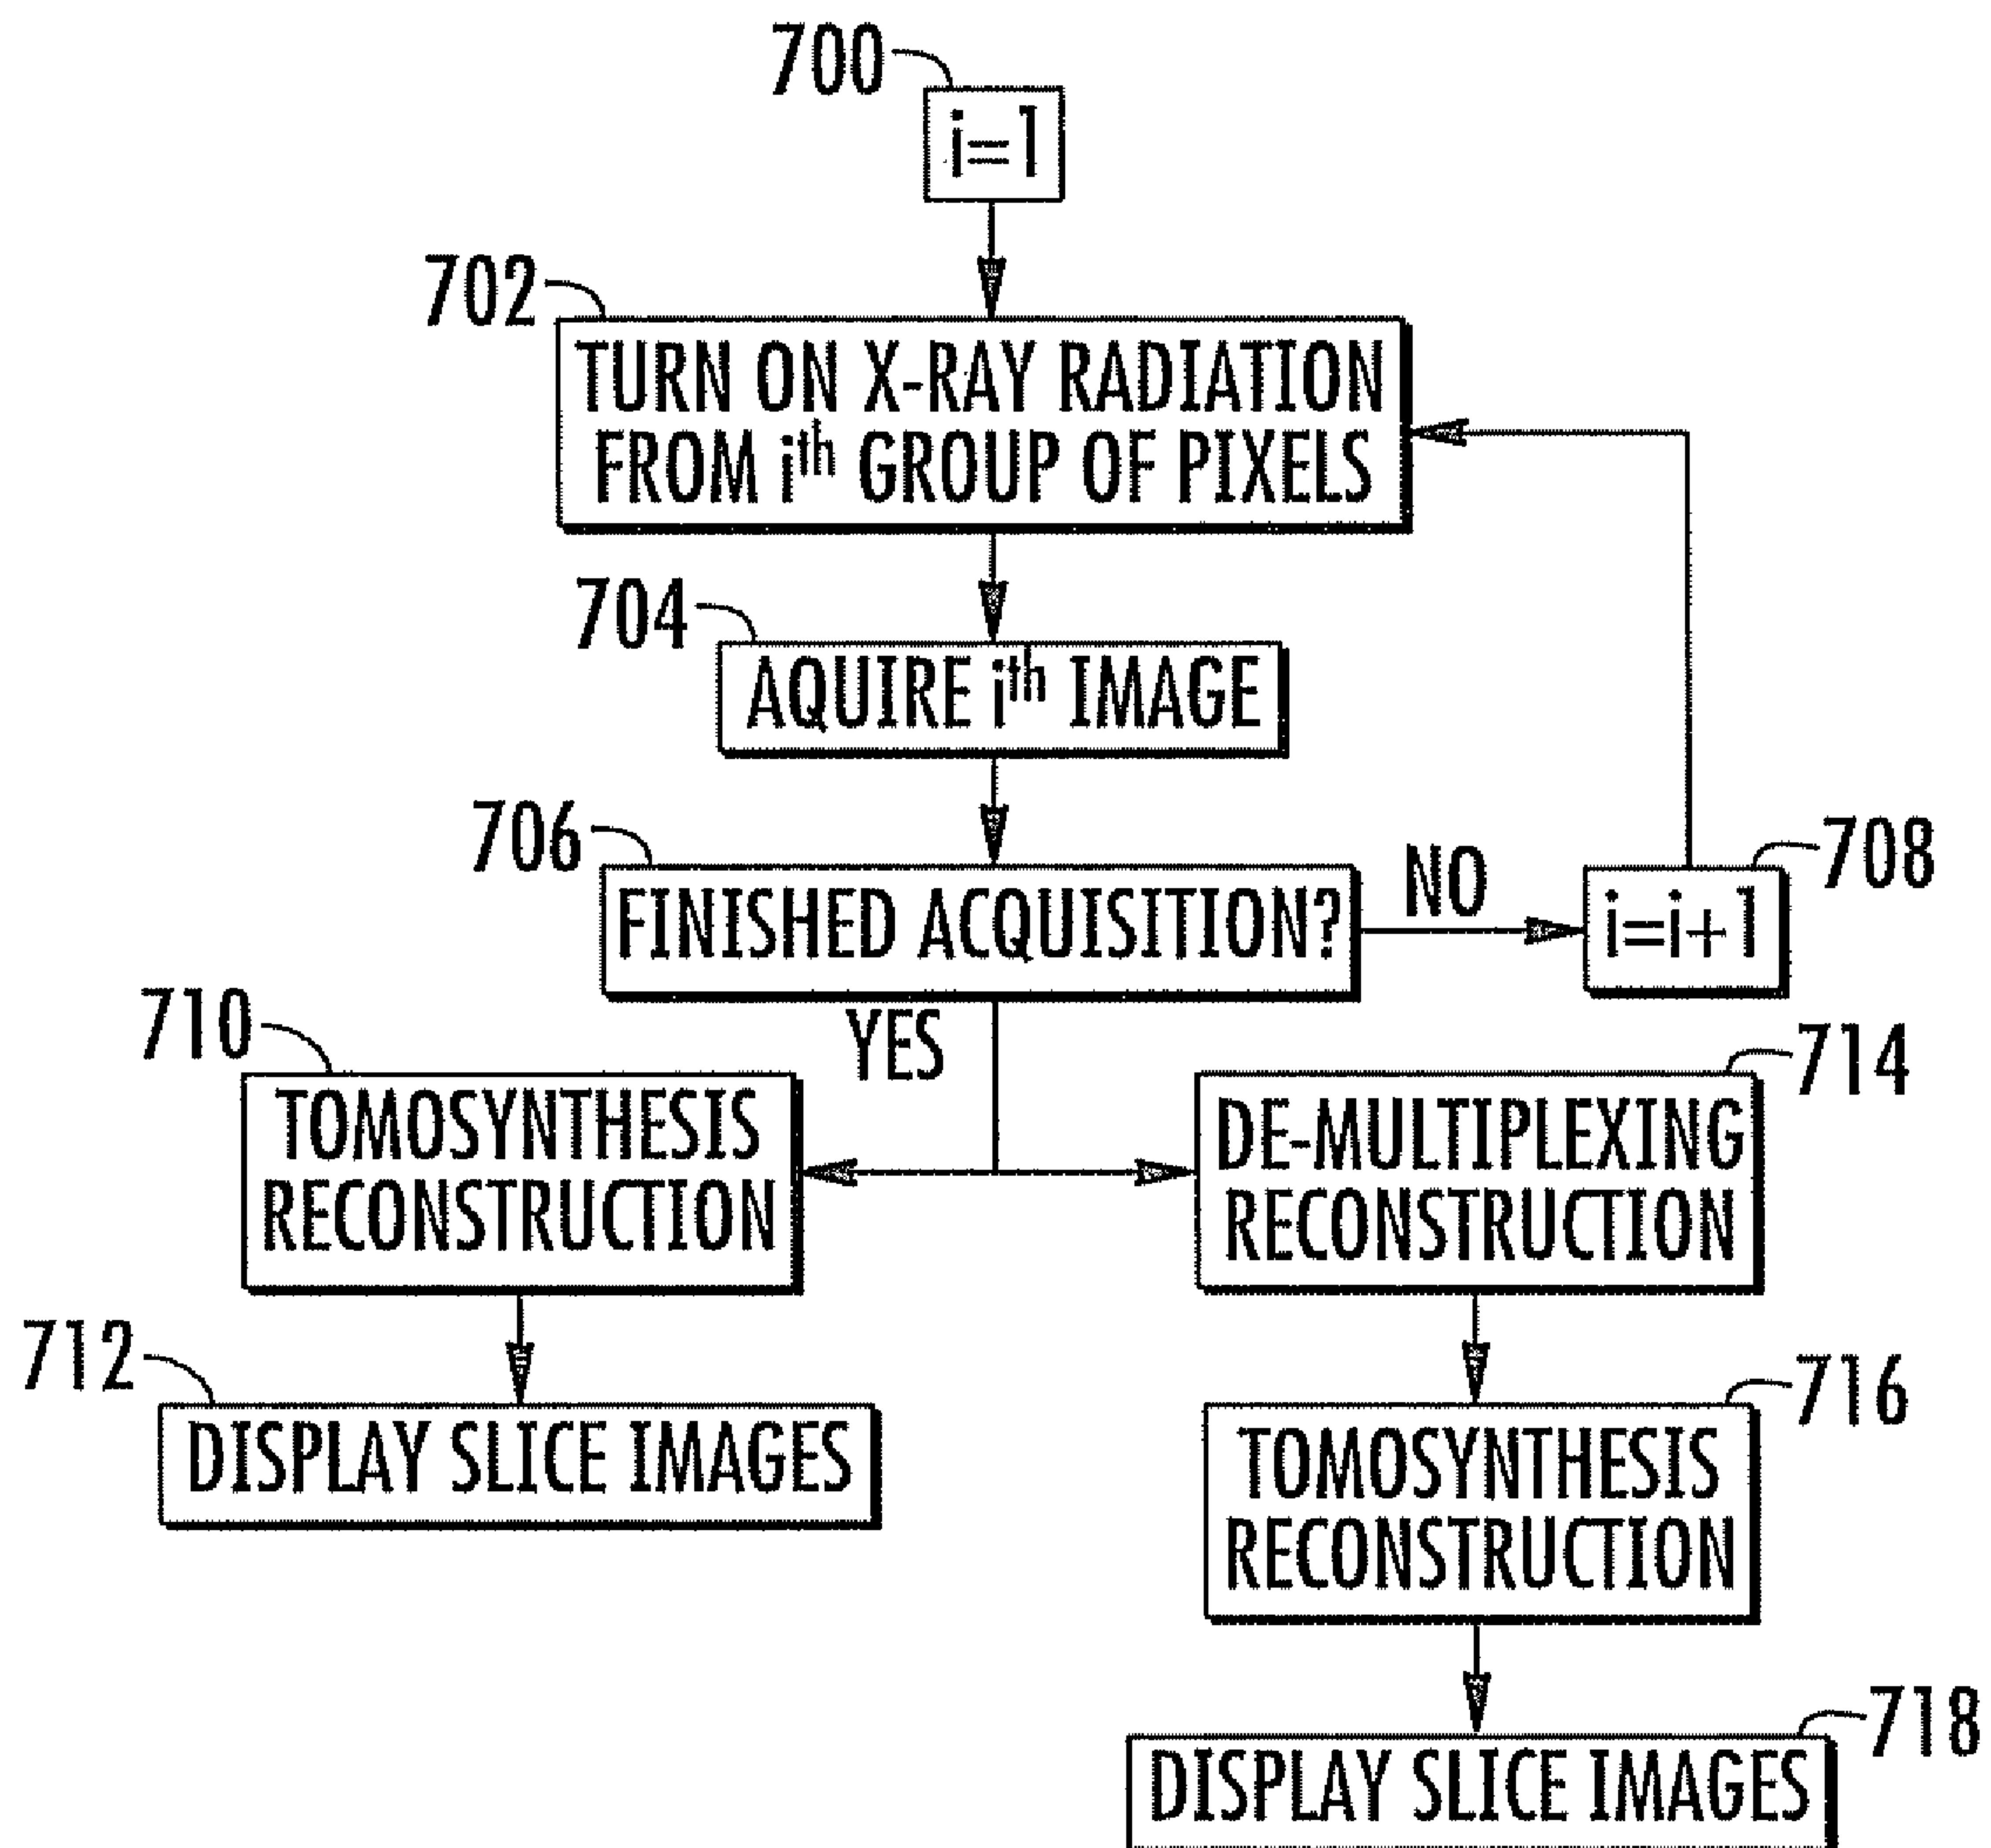 700
i=1
702
TURN ON X-RAY RADIATION
FROM ith GROUP OF PIXELS
704
AQUIRE ith IMAGE
706
FINISHED ACQUISITION?
NO
708
i=i+1
YES
710
TOMOSYNTHESIS
RECONSTRUCTION
714
DE-MULTIPLEXING
RECONSTRUCTION
712
DISPLAY SLICE IMAGES
716
TOMOSYNTHESIS
RECONSTRUCTION
718
DISPLAY SLICE IMAGES